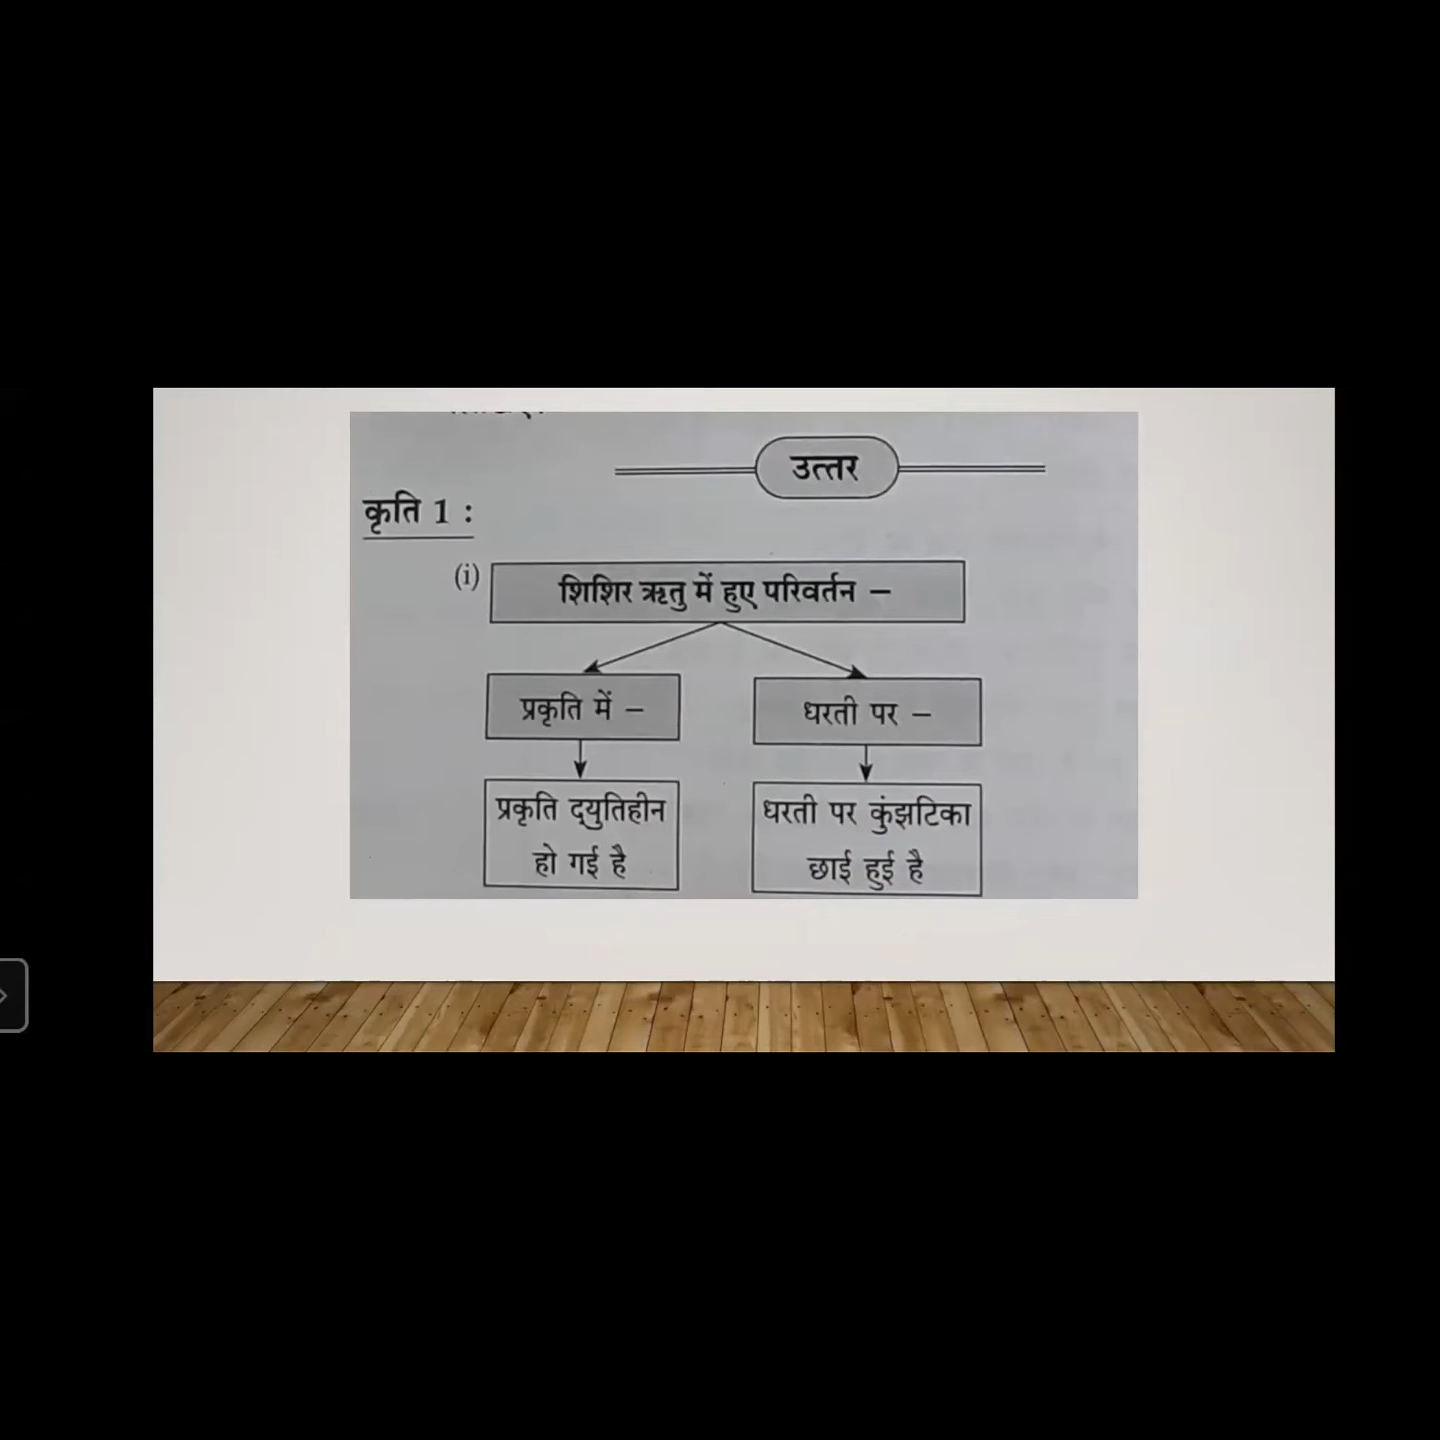 उत्तर
कृति 1 :
(i) शिशिर ऋतु में हुए परिवर्तन –
प्रकृति में –
धरती पर –
प्रकृति द्‌युतिहीन
हो गई है
धरती पर कुंझटिका
छाई हुई है